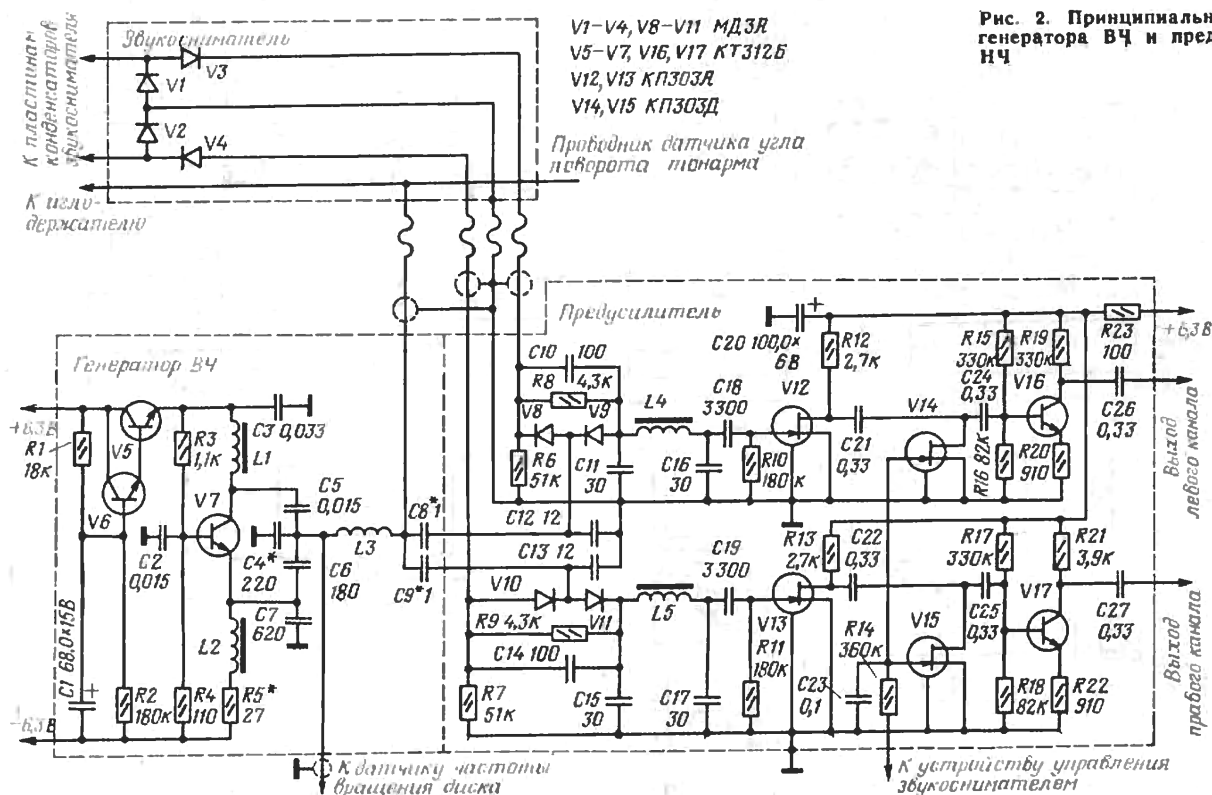 К пластинам
конденсаторов
звукоснимателя
Звукосниматель
V3
V1
V2
V4
К игло-
держателю
V1-V4, V8-V11 МД3А
V5-V7, V16, V17 КТ312Б
V12, V13 КП303А
V14, V15 КП303Д
Проводник датчика угла
поворота тонарма
Рис. 2. Принципиальн
генератора ВЧ и пред
НЧ
Генератор ВЧ
+6,3В
R1
18к
V5
V6
R3
1,1к
L1
C3
0,033
V7
C2
0,015
C5
0,015
C4*
220
C7
620
L2
C6
180
L3
C1 68,0×15В
+
R2
180к
R4
110
R5*
27
-6,3В
К датчику частоты
вращения диска
C8*1
C9*1
Предусилитель
C10
100
R8
4,3к
V8
V9
R6
51к
C11
30
C12 12
C13 12
L4
C16
30
C18
3300
R10
180к
V12
C20 100,0×
6В
+
R12
2,7к
C21
0,33
V14
C24
0,33
R15
330к
R19
330к
R16 82к
V16
R20
910
R23
100
+6,3В
C26
0,33
Выход
левого канала
V10
V11
R9 4,3к
C14 100
R7
51к
C15
30
L5
C17
30
C19
3300
R11
180к
V13
R13
2,7к
C22
0,33
R14
360к
C23
0,1
V15
C25
0,33
R17
330к
R21
3,9к
V17
R18
82к
R22
910
C27
0,33
Выход
правого канала
К устройству управления
звукоснимателем